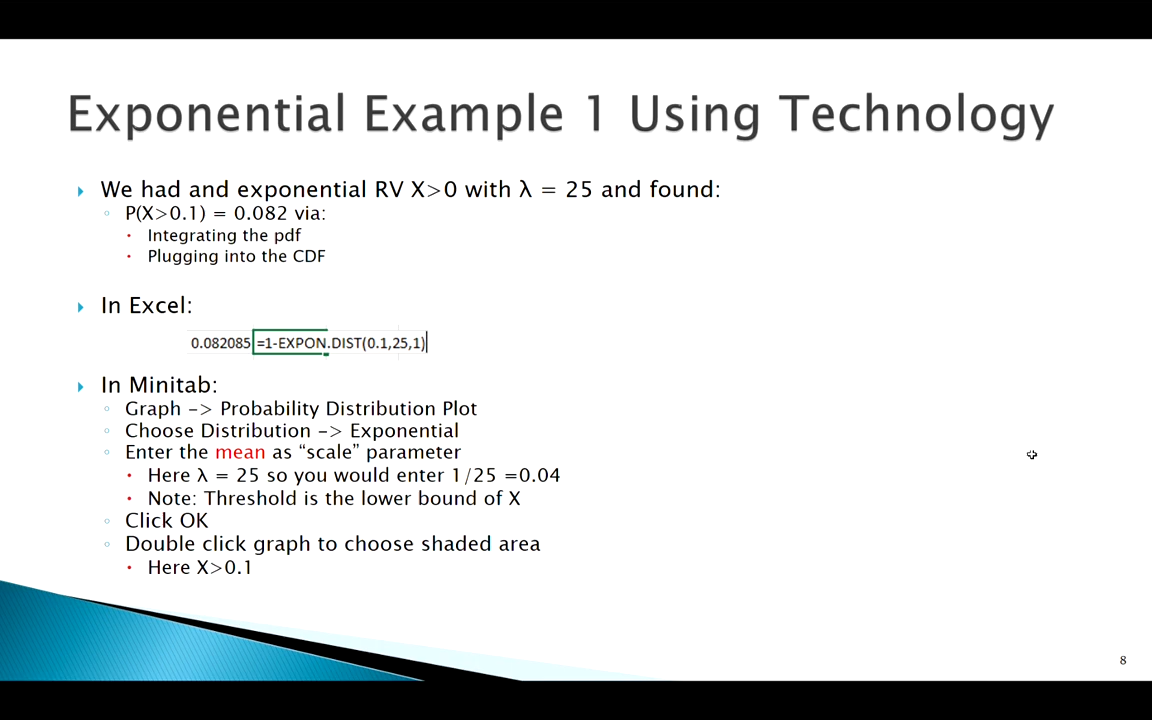 Exponential Example 1 Using Technology
We had and exponential RV X>0 with λ = 25 and found:
P(X>0.1) = 0.082 via:
Integrating the pdf
Plugging into the CDF
In Excel:
0.082085 =1-EXPON.DIST(0.1,25,1)
In Minitab:
Graph -> Probability Distribution Plot
Choose Distribution -> Exponential
Enter the mean as “scale” parameter
Here λ = 25 so you would enter 1/25 =0.04
Note: Threshold is the lower bound of X
Click OK
Double click graph to choose shaded area
Here X>0.1
8